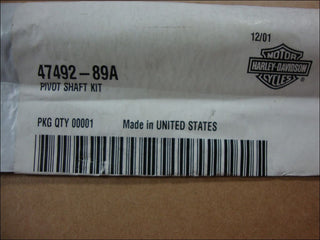 12/01
MOTOR
HARLEY-DAVIDSON
CYCLES
®
47492-89A
PIVOT SHAFT KIT
PKG QTY 00001 Made in UNITED STATES